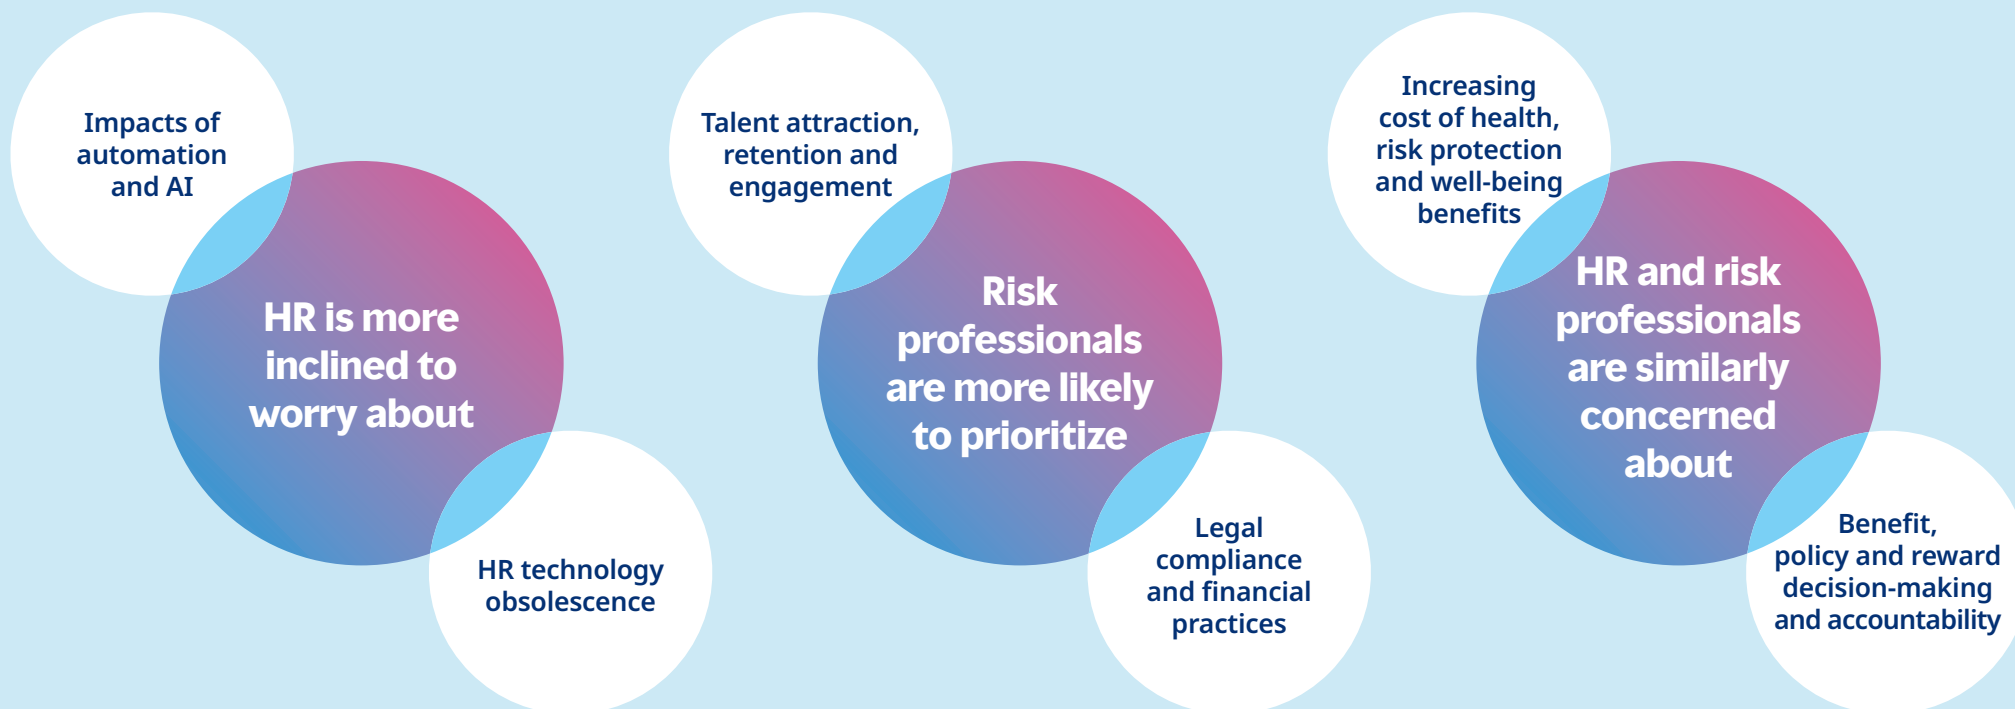 Impacts of
automation
and AI
HR is more
inclined to
worry about
HR technology
obsolescence
Talent attraction,
retention and
engagement
Risk
professionals
are more likely
to prioritize
Legal
compliance
and financial
practices
Increasing
cost of health,
risk protection
and well-being
benefits
HR and risk
professionals
are similarly
concerned
about
Benefit,
policy and reward
decision-making
and accountability